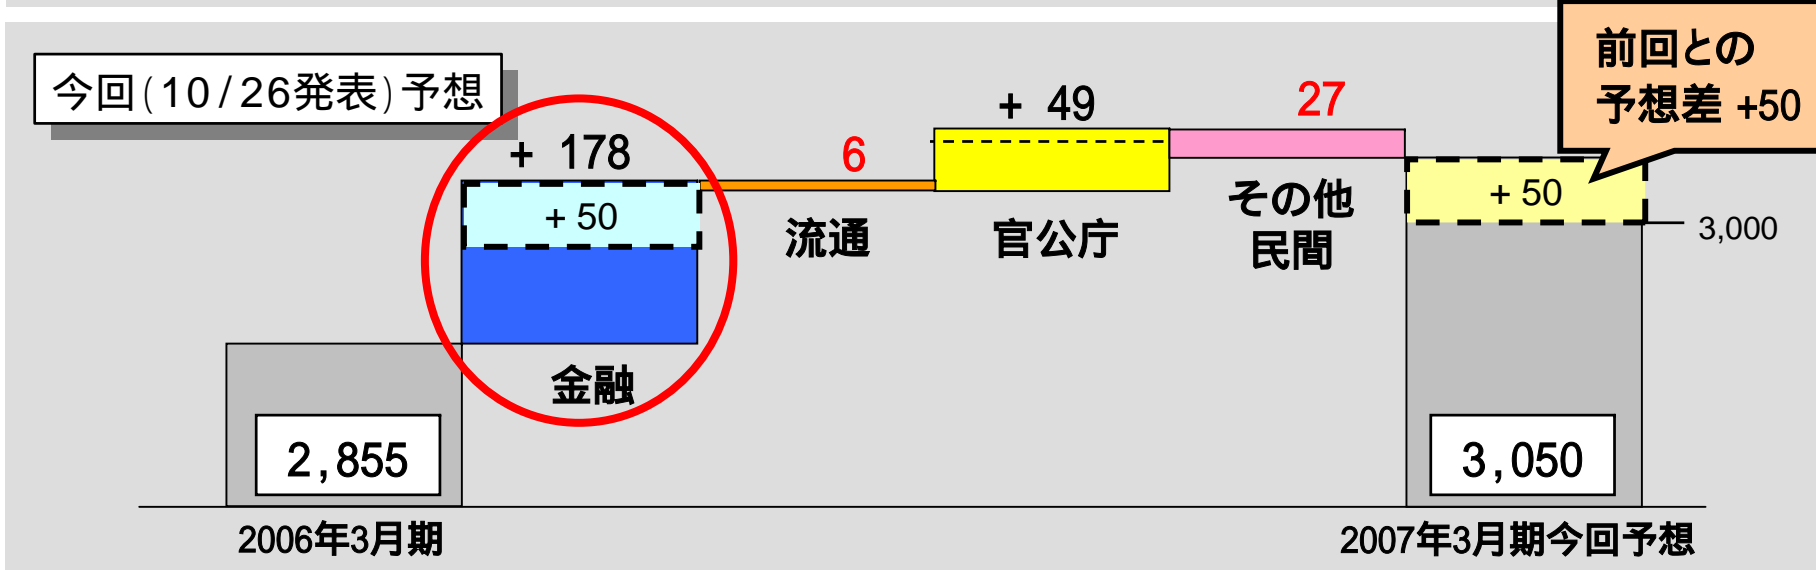 今回(10/26発表)予想
前回との
予想差 +50
+ 178
6
+ 49
27
+ 50
+ 50
3,000
流通
官公庁
その他
民間
金融
2,855
3,050
2006年3月期
2007年3月期今回予想